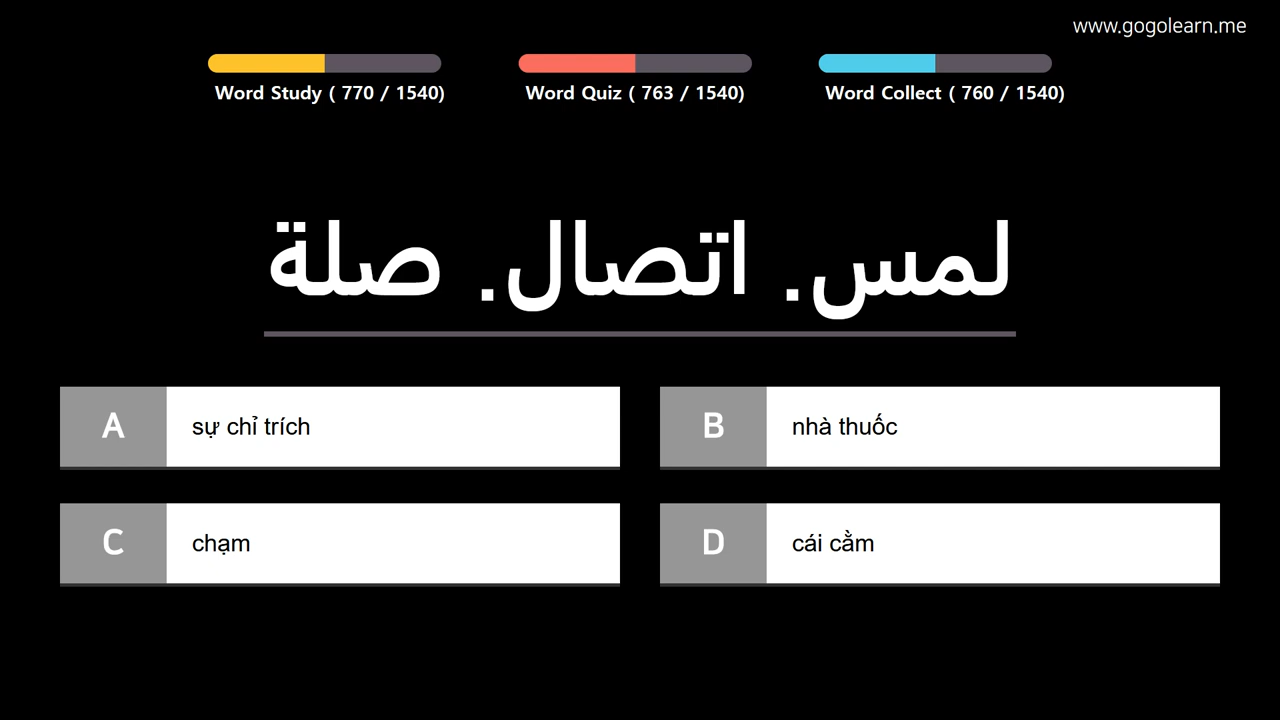 www.gogolearn.me
Word Study ( 770 / 1540)
Word Quiz ( 763 / 1540)
Word Collect ( 760 / 1540)
لمس. اتصال. صلة
A
sự chỉ trích
B
nhà thuốc
C
chạm
D
cái cằm